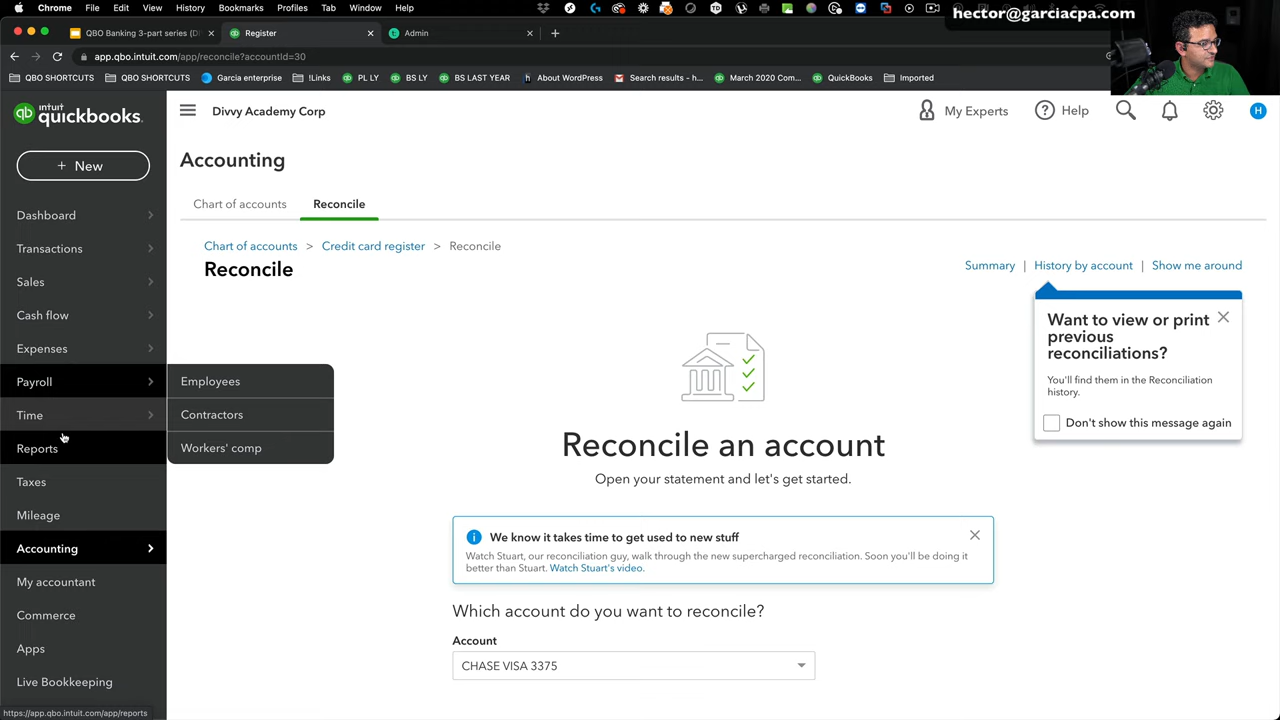 Chrome File Edit View History Bookmarks Profiles Tab Window Help
hector@garciacpa.com
QBO Banking 3-part series (Di
Register
Admin
app.qbo.intuit.com/app/reconcile?accountId=30
QBO SHORTCUTS
QBO SHORTCUTS
Garcia enterprise
!Links
PL LY
BS LY
BS LAST YEAR
About WordPress
Search results - h...
March 2020 Com...
QuickBooks
Imported
intuit
quickbooks.
Divvy Academy Corp
My Experts
Help
H
+ New
Accounting
Dashboard
Transactions
Sales
Cash flow
Expenses
Payroll
Time
Reports
Taxes
Mileage
Accounting
My accountant
Commerce
Apps
Live Bookkeeping
Employees
Contractors
Workers' comp
Chart of accounts
Reconcile
Chart of accounts > Credit card register > Reconcile
Reconcile
Summary | History by account | Show me around
Want to view or print
previous
reconciliations?
You'll find them in the Reconciliation
history.
Don't show this message again
Reconcile an account
Open your statement and let's get started.
We know it takes time to get used to new stuff
Watch Stuart, our reconciliation guy, walk through the new supercharged reconciliation. Soon you'll be doing it
better than Stuart. Watch Stuart's video.
Which account do you want to reconcile?
Account
CHASE VISA 3375
https://app.qbo.intuit.com/app/reports